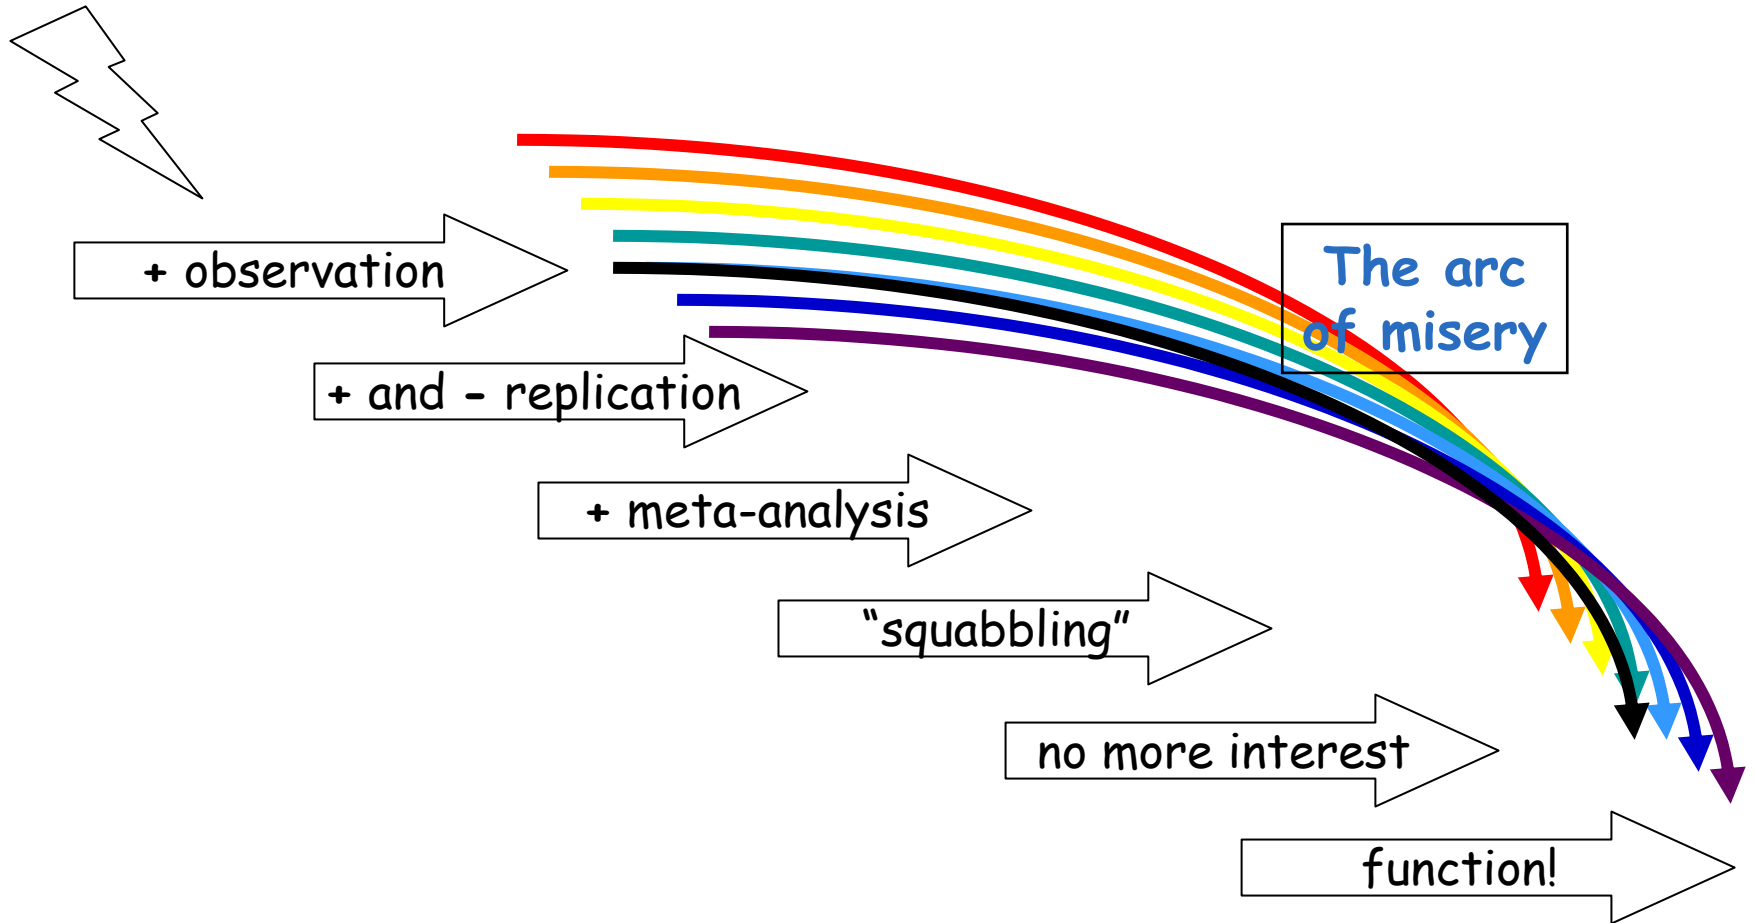 The arc
of misery
+ observation
+ and - replication
+ meta-analysis
“squabbling”
no more interest
function!